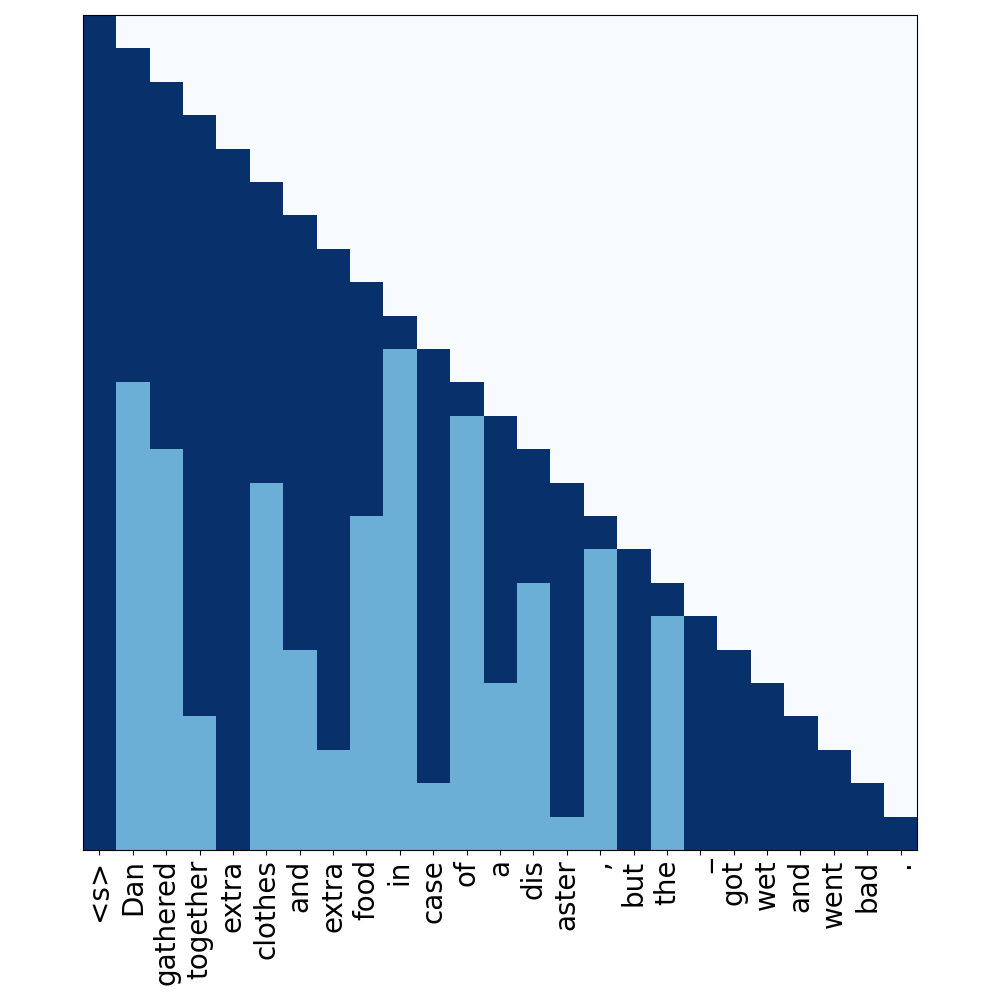 <s>
Dan
gathered
together
extra
clothes
and
extra
food
in
case
of
a
dis
aster
,
but
the
_
got
wet
and
went
bad
.